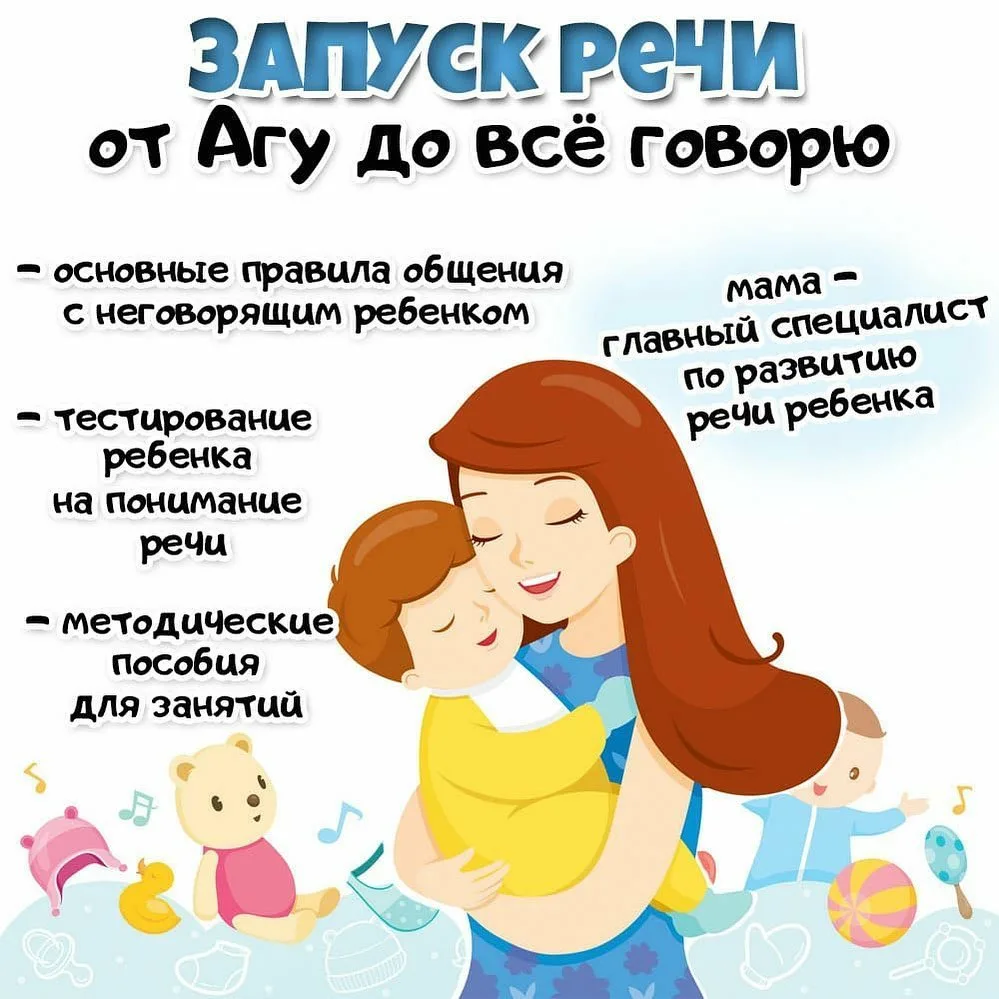 ЗАПУСК РЕЧИ
от Агу до всё говорю
- основные правила общения
с неговорящим ребенком
- тестирование
ребенка
на понимание
речи
- методические
пособия
для занятий
мама -
главный специалист
по развитию
речи ребенка